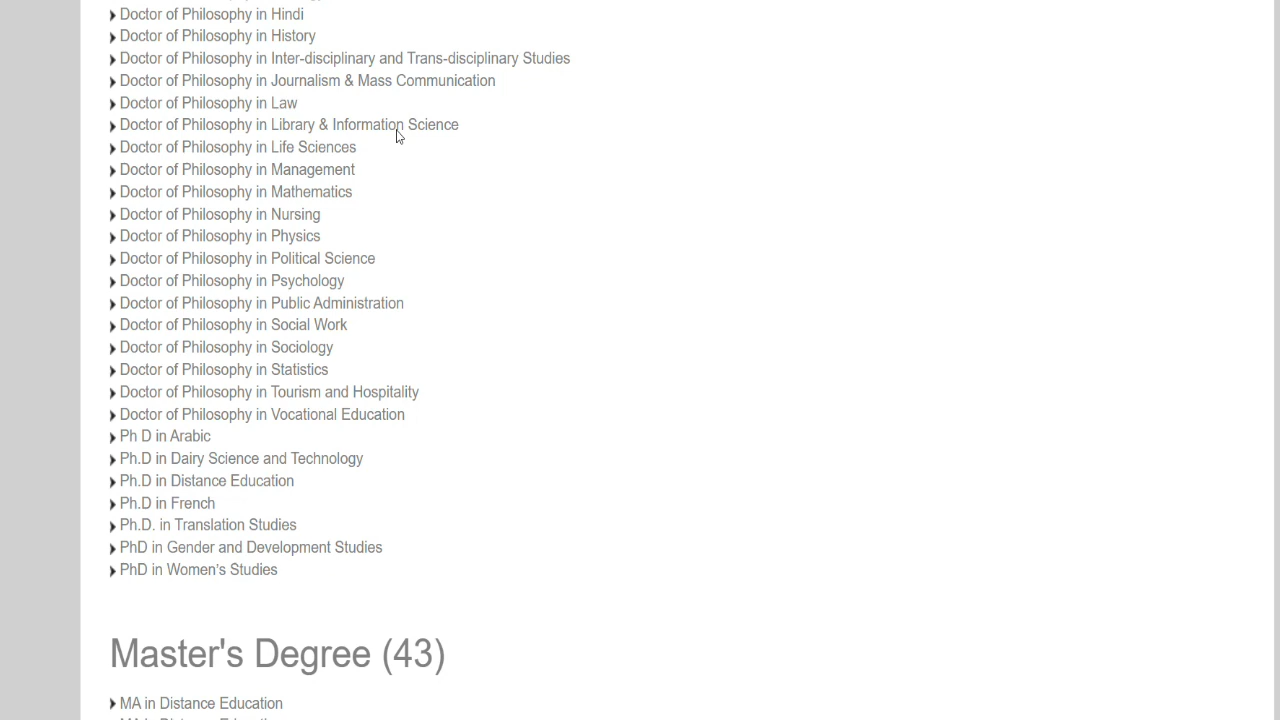 Doctor of Philosophy in Hindi
Doctor of Philosophy in History
Doctor of Philosophy in Inter-disciplinary and Trans-disciplinary Studies
Doctor of Philosophy in Journalism & Mass Communication
Doctor of Philosophy in Law
Doctor of Philosophy in Library & Information Science
Doctor of Philosophy in Life Sciences
Doctor of Philosophy in Management
Doctor of Philosophy in Mathematics
Doctor of Philosophy in Nursing
Doctor of Philosophy in Physics
Doctor of Philosophy in Political Science
Doctor of Philosophy in Psychology
Doctor of Philosophy in Public Administration
Doctor of Philosophy in Social Work
Doctor of Philosophy in Sociology
Doctor of Philosophy in Statistics
Doctor of Philosophy in Tourism and Hospitality
Doctor of Philosophy in Vocational Education
Ph D in Arabic
Ph.D in Dairy Science and Technology
Ph.D in Distance Education
Ph.D in French
Ph.D. in Translation Studies
PhD in Gender and Development Studies
PhD in Women’s Studies
Master's Degree (43)
MA in Distance Education